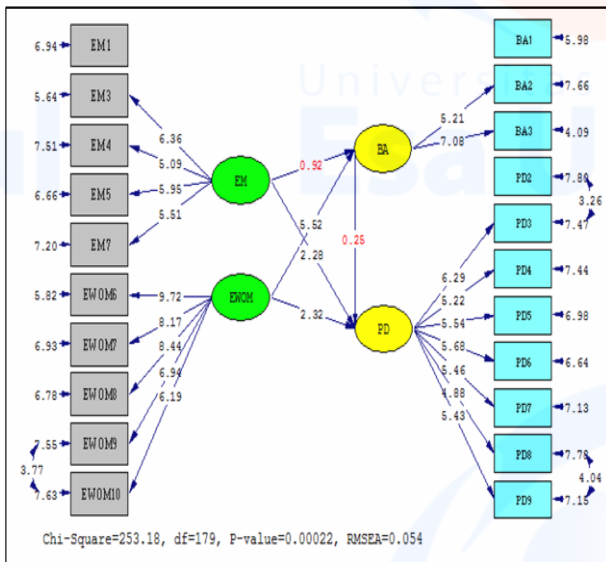 6.94 EM1
5.64 EM3
7.51 EM4
6.66 EM5
7.20 EM7
5.82 EWOM6
6.93 EWOM7
6.78 EWOM8
7.55 EWOM9
3.77
7.63 EWOM10
6.36
5.09
5.95
5.51
9.72
8.17
8.44
6.94
6.19
EM
EWOM
0.92
5.52
2.28
2.32
0.25
BA
PD
5.21
7.08
6.29
5.22
5.54
5.68
5.46
4.88
5.43
BA1 5.98
BA2 7.66
BA3 4.09
PD2 7.80
3.26
PD3 7.47
PD4 7.44
PD5 6.98
PD6 6.64
PD7 7.13
PD8 7.78
4.04
PD9 7.15
Chi-Square=253.18, df=179, P-value=0.00022, RMSEA=0.054
Esa U